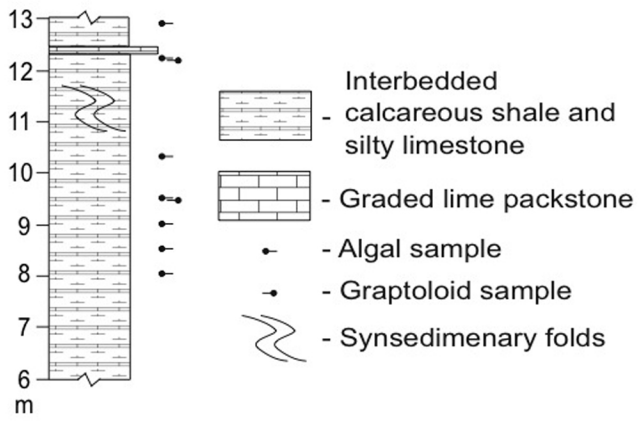 13
12
11
10
9
8
7
6
m
Interbedded
calcareous shale and
silty limestone
- Graded lime packstone
- Algal sample
- Graptoloid sample
- Synsedimenary folds